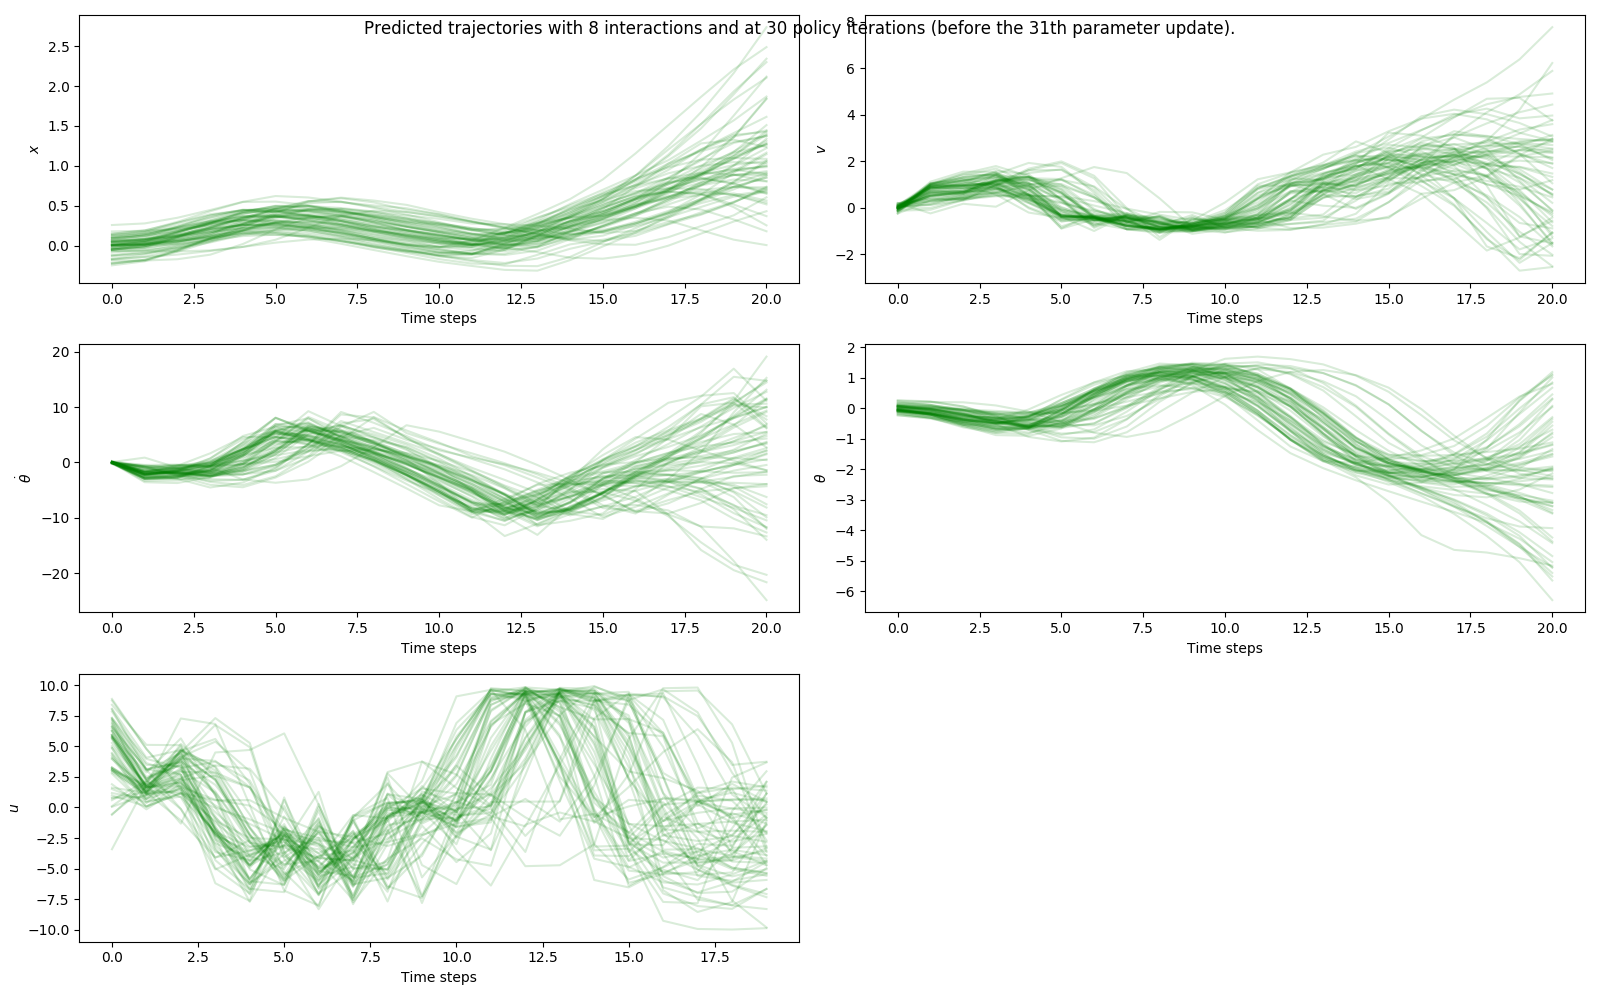 Predicted trajectories with 8 interactions and at 30 policy iterations (before the 31th parameter update).
2.5
2.0
1.5
1.0
0.5
0.0
x
0.0 2.5 5.0 7.5 10.0 12.5 15.0 17.5 20.0
Time steps
8
6
4
2
0
−2
v
0.0 2.5 5.0 7.5 10.0 12.5 15.0 17.5 20.0
Time steps
20
10
0
−10
−20
θ̇
0.0 2.5 5.0 7.5 10.0 12.5 15.0 17.5 20.0
Time steps
2
1
0
−1
−2
−3
−4
−5
−6
θ
0.0 2.5 5.0 7.5 10.0 12.5 15.0 17.5 20.0
Time steps
10.0
7.5
5.0
2.5
0.0
−2.5
−5.0
−7.5
−10.0
u
0.0 2.5 5.0 7.5 10.0 12.5 15.0 17.5
Time steps